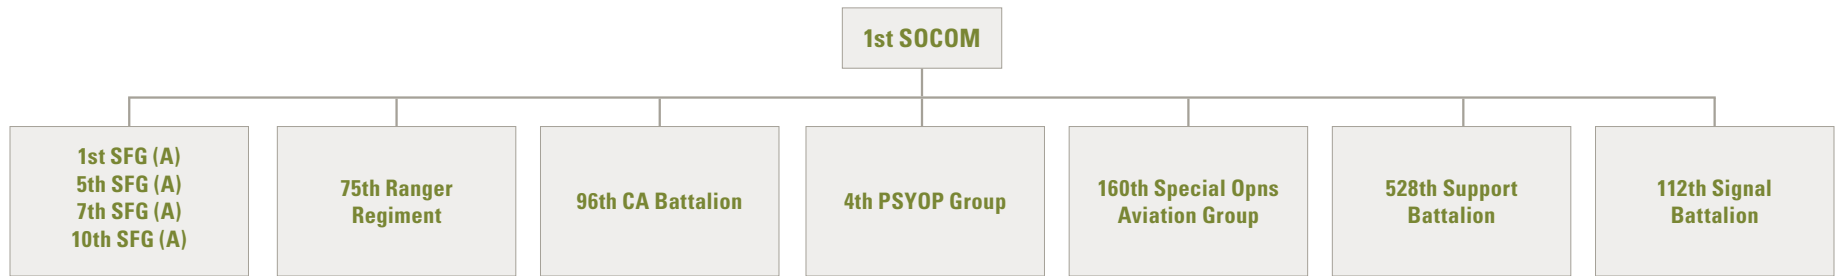 1st SOCOM
1st SFG (A)
5th SFG (A)
7th SFG (A)
10th SFG (A)
75th Ranger
Regiment
96th CA Battalion
4th PSYOP Group
160th Special Opns
Aviation Group
528th Support
Battalion
112th Signal
Battalion